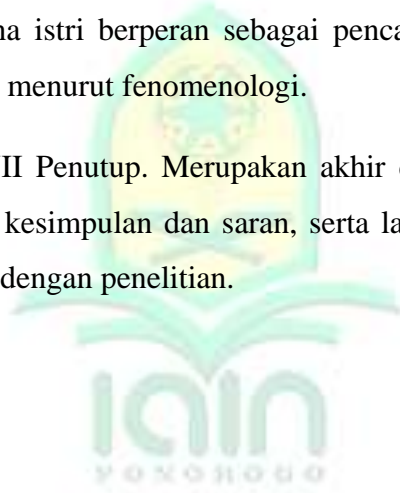 na istri berperan sebagai penca
menurut fenomenologi.
II Penutup. Merupakan akhir
kesimpulan dan saran, serta la
dengan penelitian.
iain
PONOROGO